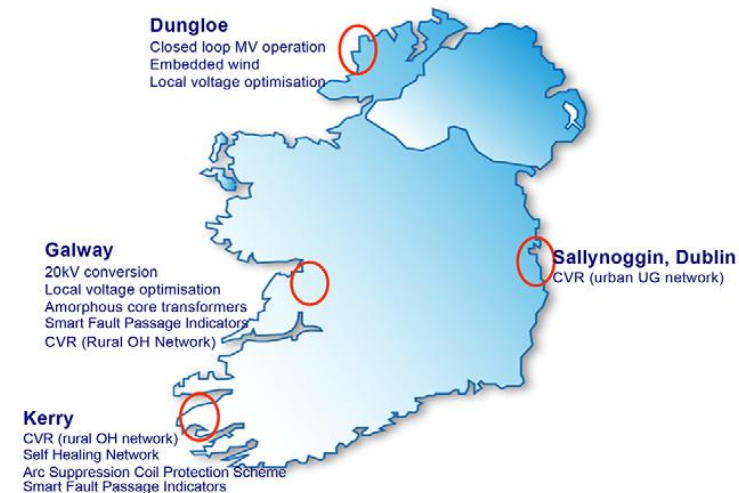 Dungloe
Closed loop MV operation
Embedded wind
Local voltage optimisation
Galway
20kV conversion
Local voltage optimisation
Amorphous core transformers
Smart Fault Passage Indicators
CVR (Rural OH Network)
Sallynoggin, Dublin
CVR (urban UG network)
Kerry
CVR (rural OH network)
Self Healing Network
Arc Suppression Coil Protection Scheme
Smart Fault Passage Indicators